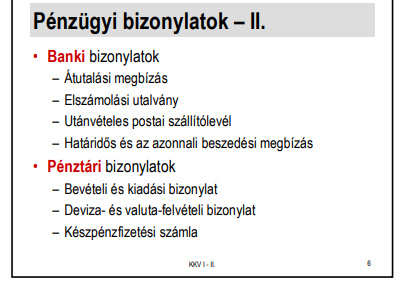 Pénzügyi bizonylatok – II.
• Banki bizonylatok
– Átutalási megbízás
– Elszámolási utalvány
– Utánvételes postai szállítólevél
– Határidős és az azonnali beszedési megbízás
• Pénztári bizonylatok
– Bevételi és kiadási bizonylat
– Deviza- és valuta-felvételi bizonylat
– Készpénzfizetési számla
KKV I - II.
6